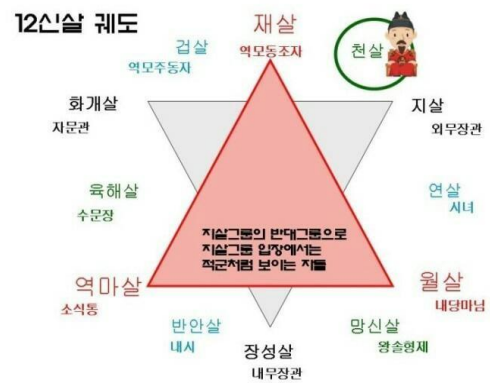 12신살 궤도
재살
역모동조자
천살
겁살
역모주동자
화개살
자문관
지살
외무장관
육해살
수문장
연살
시녀
지살그룹의 반대그룹으로
지살그룹 입장에서는
적군처럼 보이는 자들
역마살
소식통
월살
내당마님
반안살
내시
망신살
왕솔형제
장성살
내무장관